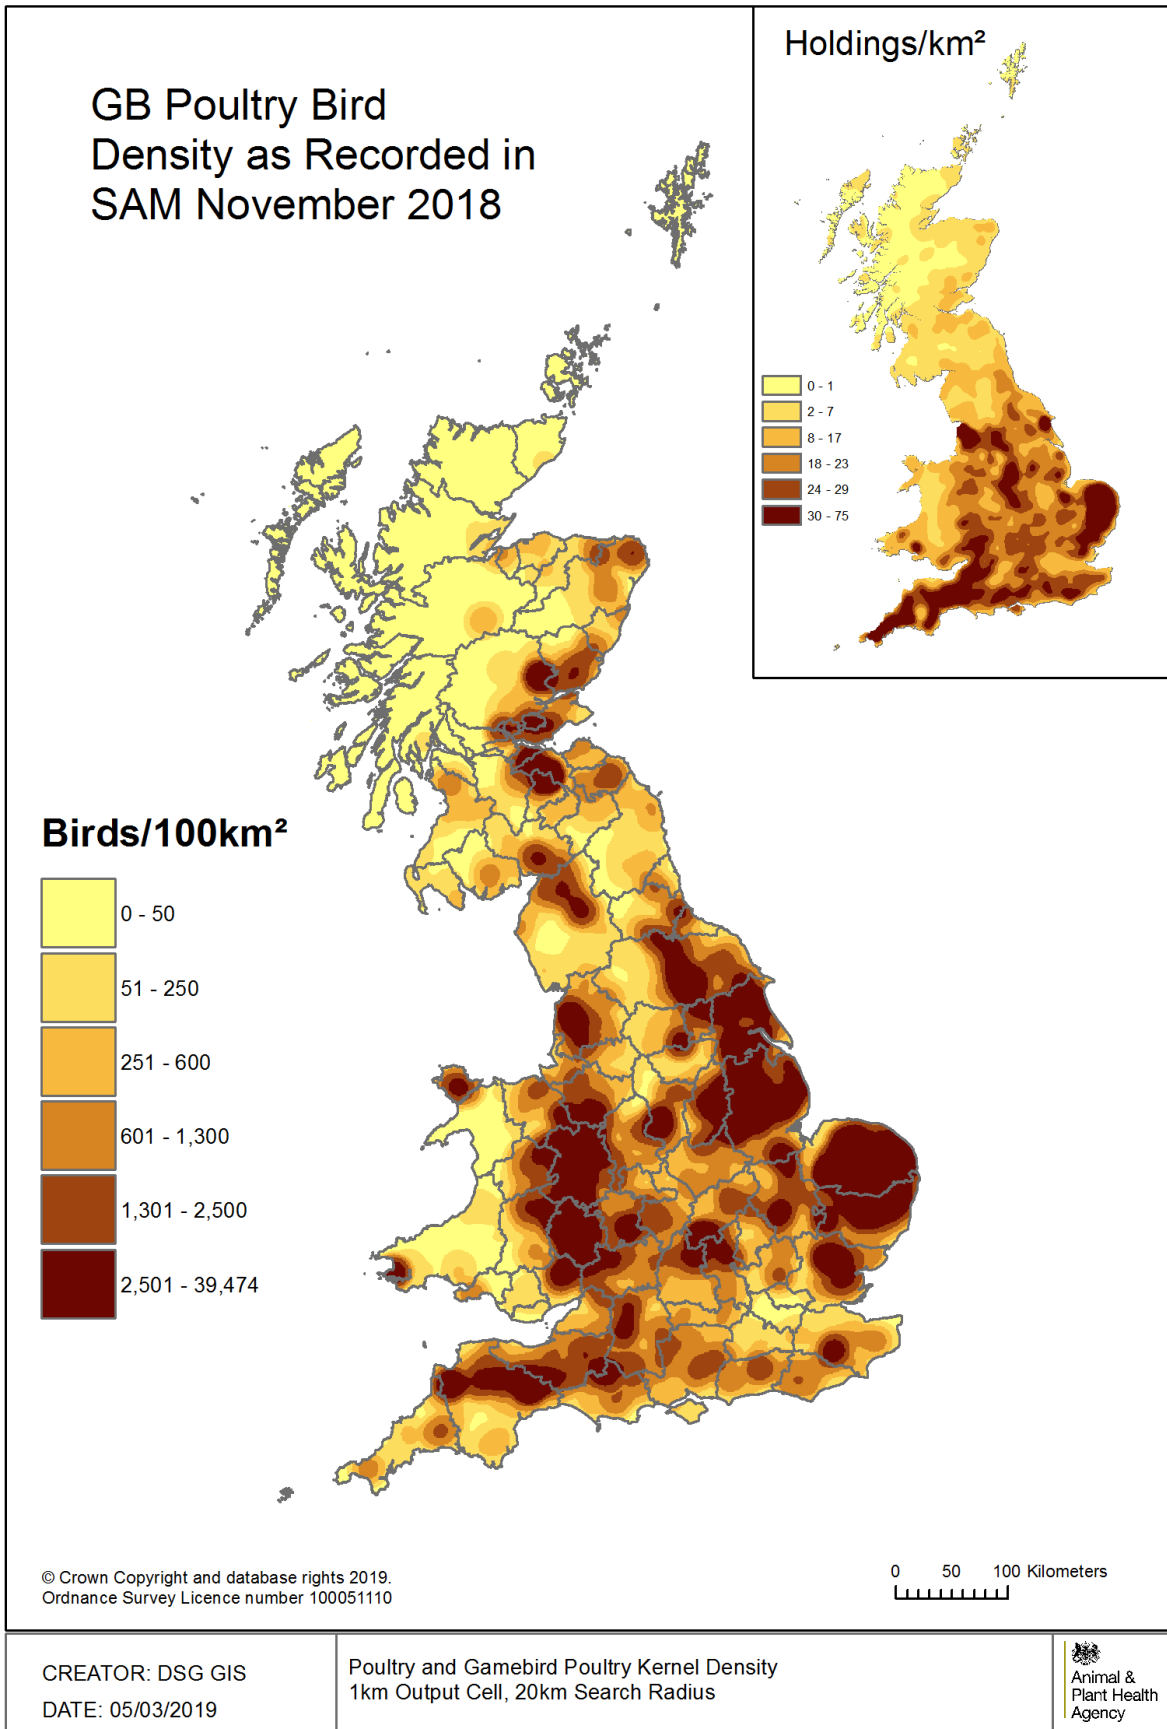 GB Poultry Bird
Density as Recorded in
SAM November 2018
Holdings/km²
0 - 1
2 - 7
8 - 17
18 - 23
24 - 29
30 - 75
Birds/100km²
0 - 50
51 - 250
251 - 600
601 - 1,300
1,301 - 2,500
2,501 - 39,474
© Crown Copyright and database rights 2019.
Ordnance Survey Licence number 100051110
0 50 100 Kilometers
CREATOR: DSG GIS
DATE: 05/03/2019
Poultry and Gamebird Poultry Kernel Density
1km Output Cell, 20km Search Radius
Animal &
Plant Health
Agency